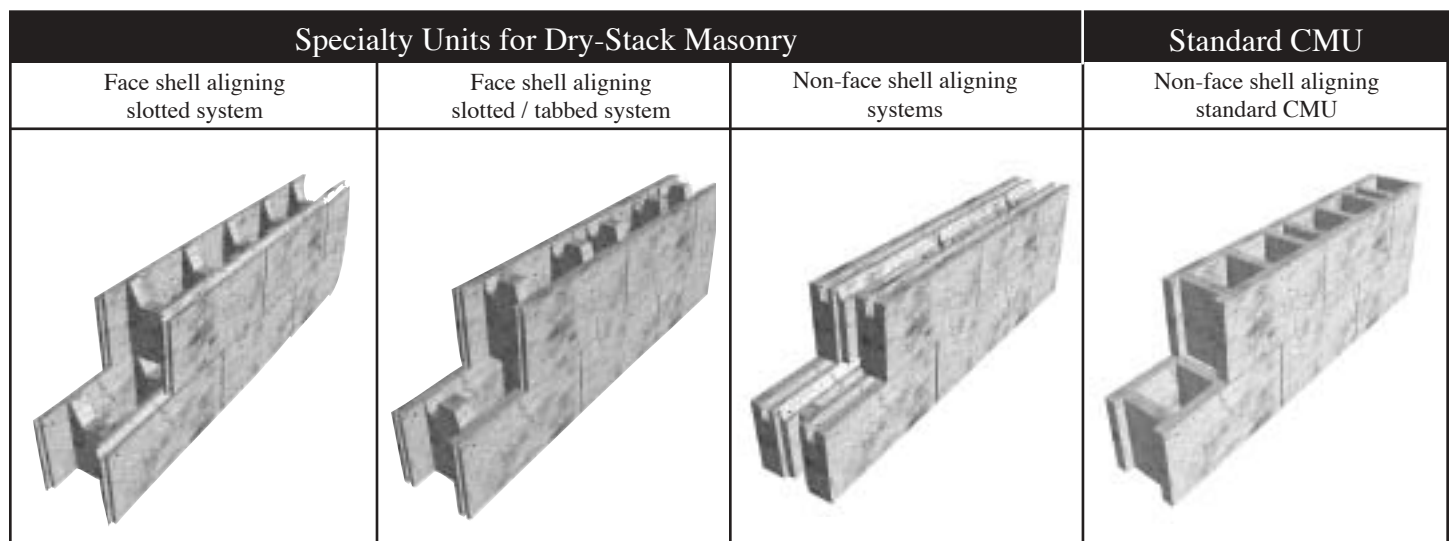 Specialty Units for Dry-Stack Masonry
Standard CMU
Face shell aligning
slotted system
Face shell aligning
slotted / tabbed system
Non-face shell aligning
systems
Non-face shell aligning
standard CMU